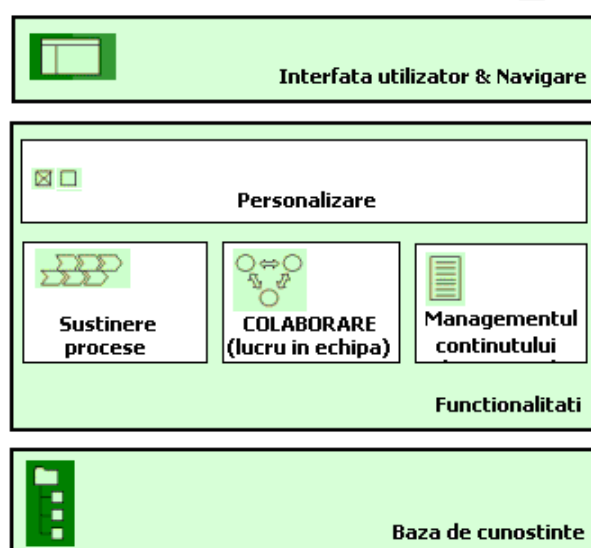 Interfata utilizator & Navigare
Personalizare
Sustinere
procese
COLABORARE
(lucru in echipa)
Managementul
continutului
Functionalitati
Baza de cunostinte